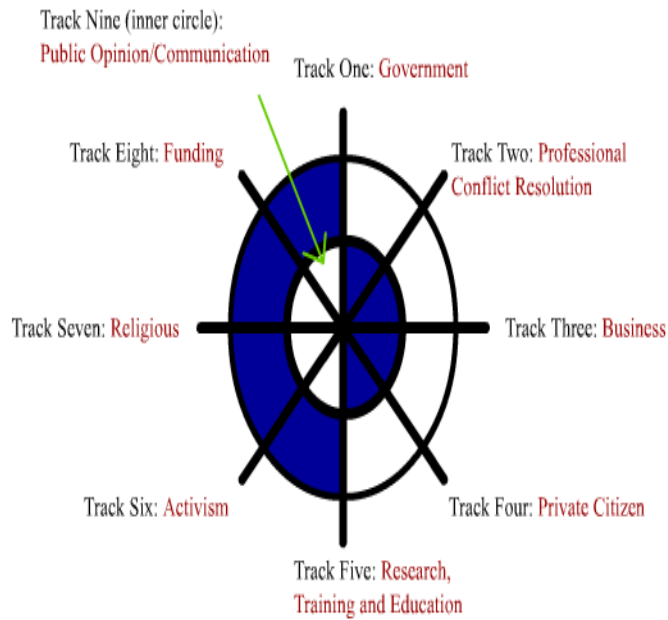 Track Nine (inner circle):
Public Opinion/Communication
Track One: Government
Track Eight: Funding
Track Two: Professional
Conflict Resolution
Track Seven: Religious
Track Three: Business
Track Six: Activism
Track Four: Private Citizen
Track Five: Research,
Training and Education